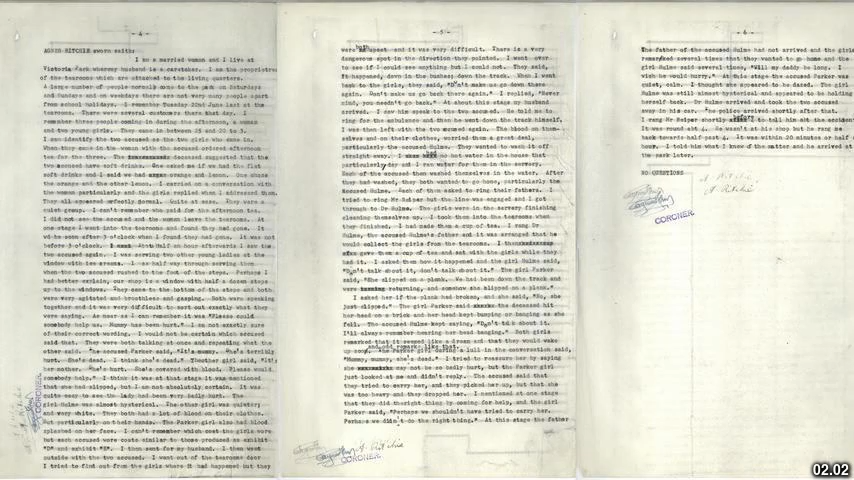 - 4 -
AGNES RITCHIE sworn saith:
I am a married woman and I live at
Victoria Park where my husband is a caretaker. I am the proprietress
of the tearooms which are attached to the living quarters.
A large number of people normally come to the park on Saturdays
and Sundays and on weekdays there are not very many people apart
from school holidays. I remember Tuesday 22nd June last at the
tearooms. There were several customers there that day. I
remember three people coming in during the afternoon, a woman
and two young girls. They came in between 25 and 20 to 3.
I can identify the two accused as the two girls who came in.
When they came in the woman with the accused ordered afternoon
tea for the three. The deceased suggested that the
two accused have soft drinks. One asked me if we had the fist
soft drinks and I said we had orange and lemon. One chose
the orange and the other lemon. I carried on a conversation with
the woman particularly and the girls replied when I addressed them.
They all appeared perfectly normal. Quite at ease. They were a
quiet group. I can't remember who paid for the afternoon tea.
I did not see the accused and the woman leave the tearooms. At
one stage I went into the tearooms and found they had gone. It
would be seen after 3 o'clock when I found they had gone. It was not
before 3 o'clock. About half an hour afterwards I saw the
two accused again. I was serving two other young ladies at the
window with ice creams. I was half way through serving them
when the two accused rushed to the foot of the steps. Perhaps I
had better explain, our shop is a window with half a dozen steps
up to the windows. They came to the bottom of the steps and both
were very agitated and breathless and gasping. Both were speaking
together and it was very difficult to sort out exactly what they
were saying. As near as I can remember it was "Please could
somebody help us. Mummy has been hurt." I am not exactly sure
of their correct wording. I would not be certain which accused
said that. They were both talking at once and repeating what the
other said. The accused Parker said, "It's mummy. She's terribly
hurt. She's dead. I think she's dead." The other girl said, "It's
her mother. She's hurt. She's covered with blood. Please would
somebody help." I think it was at that stage it was mentioned
that she had slipped, but I am not absolutely certain. It was
quite easy to see the lady had been very badly hurt. The
girl Hulme was almost hysterical. The other girl was quieter
and very white. They both had a lot of blood on their clothes.
But particularly on their hands. The Parker girl also had blood
splashed on her face. I can't remember which coat the girls wore
but each accused wore coats similar to those produced as exhibit
"D" and exhibit "E". I then sent for my husband. I then went
outside with the two accused. I went out of the tearooms door
I tried to find out from the girls where it had happened but they
CORONER.
- 5 -
both
were so upset and it was very difficult. There is a very
dangerous spot in the direction they pointed. I went over
to see if I could see anything but I could not. They said,
It happened, down in the bushes; down the track. When I went
back to the girls, they said, "Don't make us go down there
again. Don't make us go back there again." I replied, "Never
mind, you needn't go back." At about this stage my husband
arrived. I saw him speak to the two accused. He told me to
ring for the ambulance and then he went down the track himself.
I was then left with the two accused again. The blood on them-
selves and on their clothes, worried them a great deal,
particularly the accused Hulme. They wanted to wash it off
straight away. I had no hot water in the house that
particularly day and I ran water for them in the scullery.
Each of the accused then washed themselves in the water. After
they had washed, they both wanted to go home, particularly the
accused Hulme. Each of them asked to ring their fathers. I
tried to ring Mr Reiper but the line was engaged and I got
through to Dr Hulme. The girls were in the servery finishing
cleaning themselves up. I took them into the tearooms when
they finished. I had made them a cup of tea. I rang Dr
Hulme, the accused Hulme's father and it was arranged that he
would collect the girls from the tearooms. I then
gave them a cup of tea and sat with the girls while they
had it. I asked them how it happened and the girl Hulme said,
"Don't talk about it, don't talk about it." The girl Parker
said, "She slipped on a plank. We had been down the track and
were returning, and somehow she slipped on a plank."
I asked her if the plank had broken, and she said, "No, she
just slipped." The girl Parker said the deceased hit
her head on a brick and her head kept bumping or banging as she
fell. The accused Hulme kept saying, "Don't talk about it.
I'll always remember hearing her head banging." Both girls
remarked that it seemed like a dream and that they would wake
and odd remarks like that.
up soon. The Parker girl during a lull in the conversation said,
"Mummy, mummy, she's dead." I tried to reassure her by saying
she may not be so badly hurt, but the Parker girl
just looked at me and didn't reply. The accused said that
they tried to carry her, and they picked her up, but that she
was too heavy and they dropped her. I mentioned at one stage
that they did the right thing by coming for help, and the girl
Parker said, "Perhaps we shouldn't have tried to carry her.
Perhaps we didn't do the right thing." At this stage the father
A. Ritchie
CORONER.
- 6 -
The father of the accused Hulme had not arrived and the girls
remarked several times that they wanted to go home and the
girl Hulme said several times, "Will my daddy be long, I
wish he would hurry." At this stage the accused Parker was
quiet, calm. I thought she appeared to be dazed. The girl
Hulme was still almost hysterical and appeared to be holding
herself back. Dr Hulme arrived and took the two accused
away in his car. The police arrived shortly after that.
before
I rang Mr Reiper shortly to tell him about the accident.
It was round about 4. He wasn't in his shop but he rang me
back towards half past 4, it was within 20 minutes or half an
hour. I told him what I knew of the matter and he arrived at
the park later.
NO QUESTIONS
A. Ritchie.
A Ritchie
CORONER.
02.02